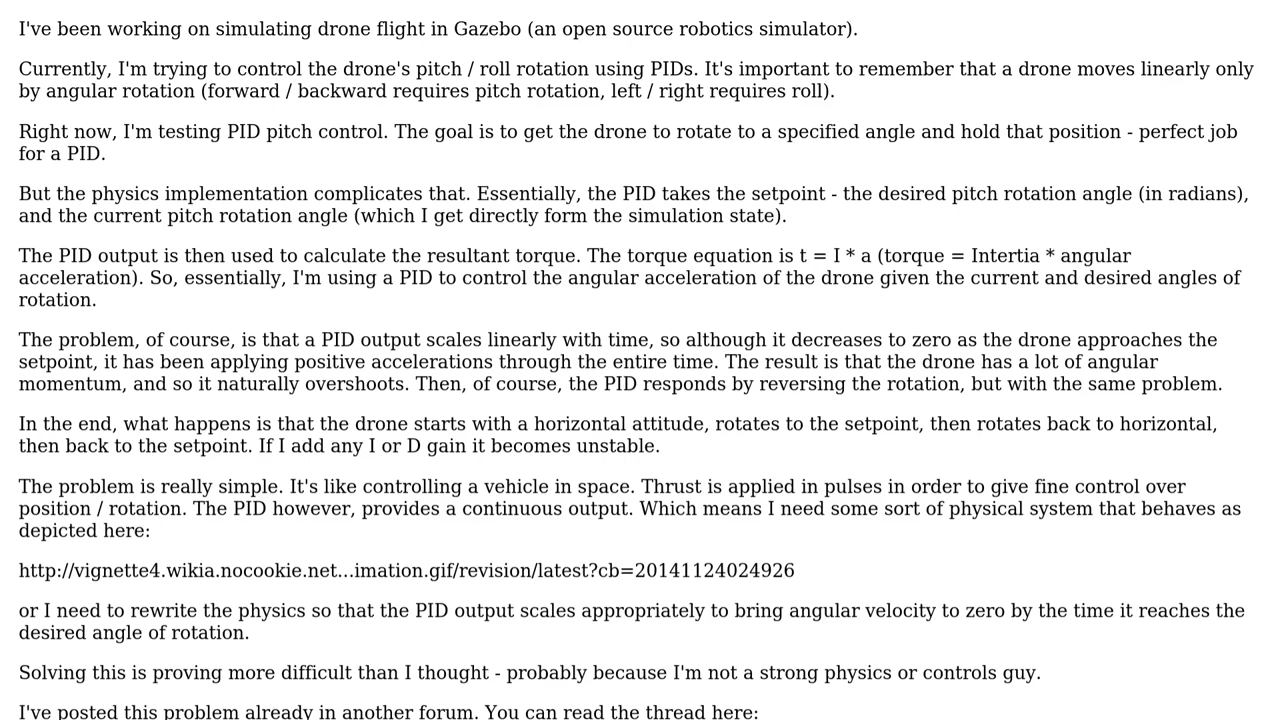 I've been working on simulating drone flight in Gazebo (an open source robotics simulator).
Currently, I'm trying to control the drone's pitch / roll rotation using PIDs. It's important to remember that a drone moves linearly only
by angular rotation (forward / backward requires pitch rotation, left / right requires roll).
Right now, I'm testing PID pitch control. The goal is to get the drone to rotate to a specified angle and hold that position - perfect job
for a PID.
But the physics implementation complicates that. Essentially, the PID takes the setpoint - the desired pitch rotation angle (in radians),
and the current pitch rotation angle (which I get directly form the simulation state).
The PID output is then used to calculate the resultant torque. The torque equation is t = I * a (torque = Intertia * angular
acceleration). So, essentially, I'm using a PID to control the angular acceleration of the drone given the current and desired angles of
rotation.
The problem, of course, is that a PID output scales linearly with time, so although it decreases to zero as the drone approaches the
setpoint, it has been applying positive accelerations through the entire time. The result is that the drone has a lot of angular
momentum, and so it naturally overshoots. Then, of course, the PID responds by reversing the rotation, but with the same problem.
In the end, what happens is that the drone starts with a horizontal attitude, rotates to the setpoint, then rotates back to horizontal,
then back to the setpoint. If I add any I or D gain it becomes unstable.
The problem is really simple. It's like controlling a vehicle in space. Thrust is applied in pulses in order to give fine control over
position / rotation. The PID however, provides a continuous output. Which means I need some sort of physical system that behaves as
depicted here:
http://vignette4.wikia.nocookie.net...imation.gif/revision/latest?cb=20141124024926
or I need to rewrite the physics so that the PID output scales appropriately to bring angular velocity to zero by the time it reaches the
desired angle of rotation.
Solving this is proving more difficult than I thought - probably because I'm not a strong physics or controls guy.
I've posted this problem already in another forum. You can read the thread here: